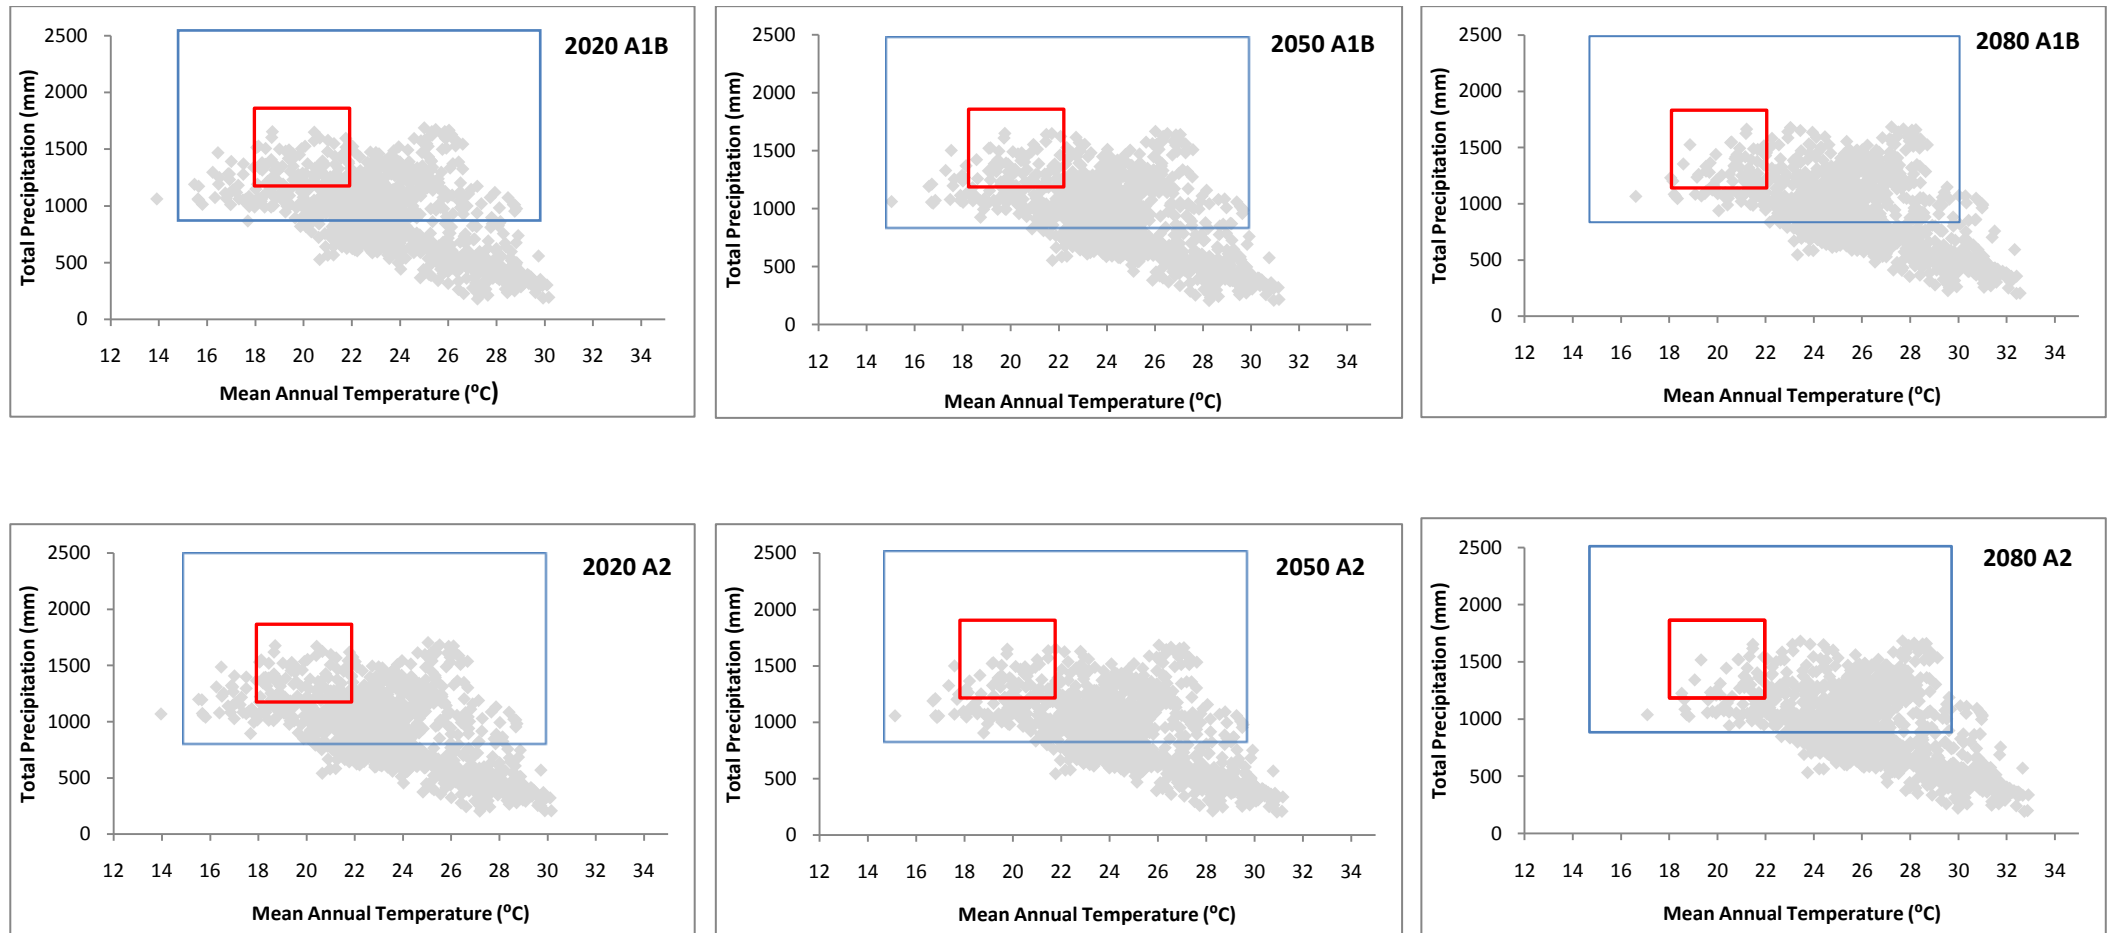 2020 A1B
Total Precipitation (mm)
2500
2000
1500
1000
500
0
12 14 16 18 20 22 24 26 28 30 32 34
Mean Annual Temperature (⁰C)
2050 A1B
Total Precipitation (mm)
2500
2000
1500
1000
500
0
12 14 16 18 20 22 24 26 28 30 32 34
Mean Annual Temperature (⁰C)
2080 A1B
Total Precipitation (mm)
2500
2000
1500
1000
500
0
12 14 16 18 20 22 24 26 28 30 32 34
Mean Annual Temperature (⁰C)
2020 A2
Total Precipitation (mm)
2500
2000
1500
1000
500
0
12 14 16 18 20 22 24 26 28 30 32 34
Mean Annual Temperature (⁰C)
2050 A2
Total Precipitation (mm)
2500
2000
1500
1000
500
0
12 14 16 18 20 22 24 26 28 30 32 34
Mean Annual Temperature (⁰C)
2080 A2
Total Precipitation (mm)
2500
2000
1500
1000
500
0
12 14 16 18 20 22 24 26 28 30 32 34
Mean Annual Temperature (⁰C)